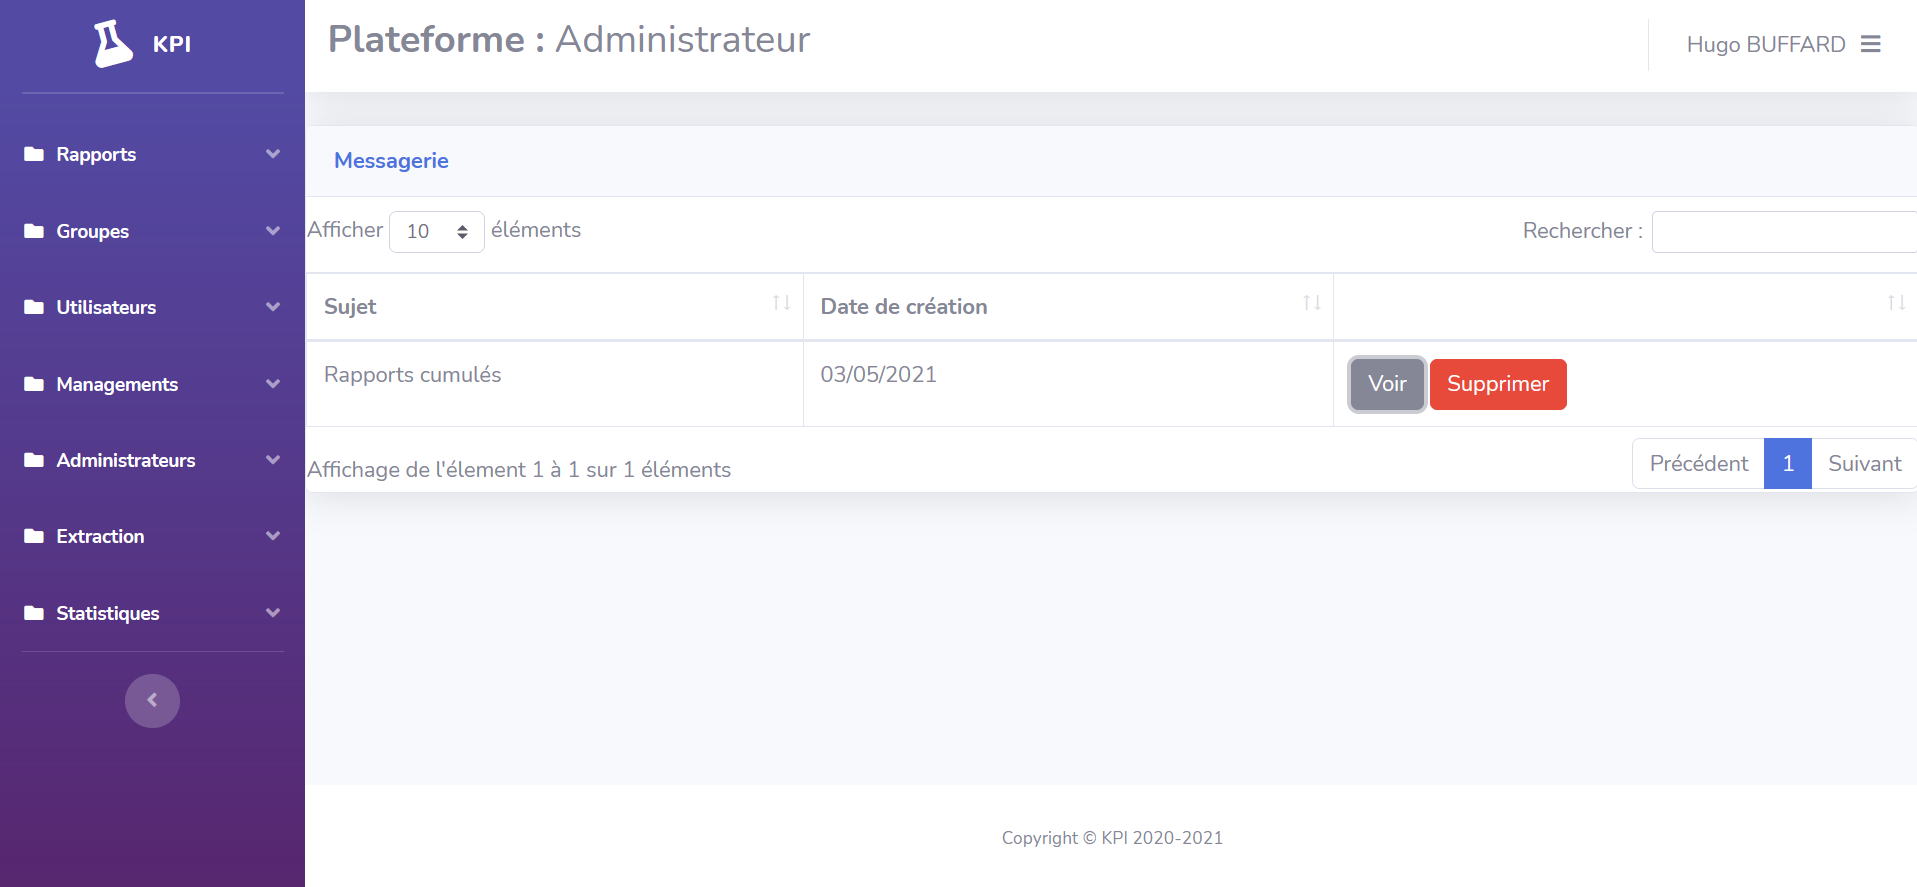 KPI
Plateforme : Administrateur
Hugo BUFFARD
Rapports
Groupes
Utilisateurs
Managements
Administrateurs
Extraction
Statistiques
Messagerie
Afficher 10 éléments
Rechercher :
Sujet Date de création
Rapports cumulés 03/05/2021 Voir Supprimer
Affichage de l'élement 1 à 1 sur 1 éléments
Précédent 1 Suivant
Copyright © KPI 2020-2021